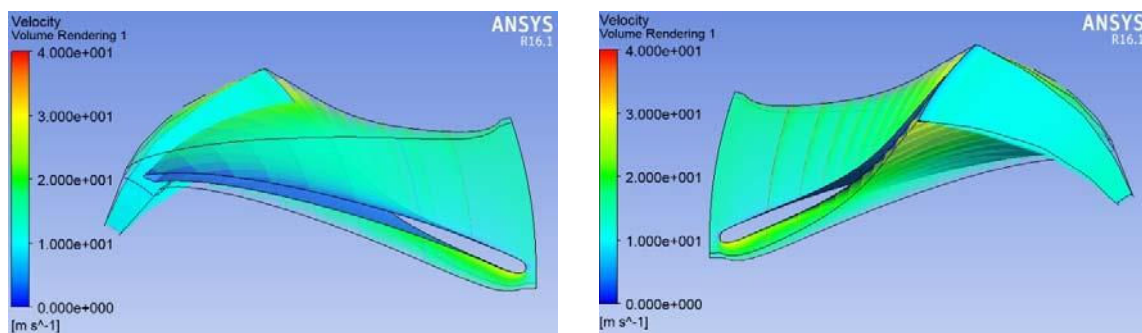 Velocity
Volume Rendering 1
4.000e+001
3.000e+001
2.000e+001
1.000e+001
0.000e+000
[m s^-1]
ANSYS
R16.1
Velocity
Volume Rendering 1
4.000e+001
3.000e+001
2.000e+001
1.000e+001
0.000e+000
[m s^-1]
ANSYS
R16.1